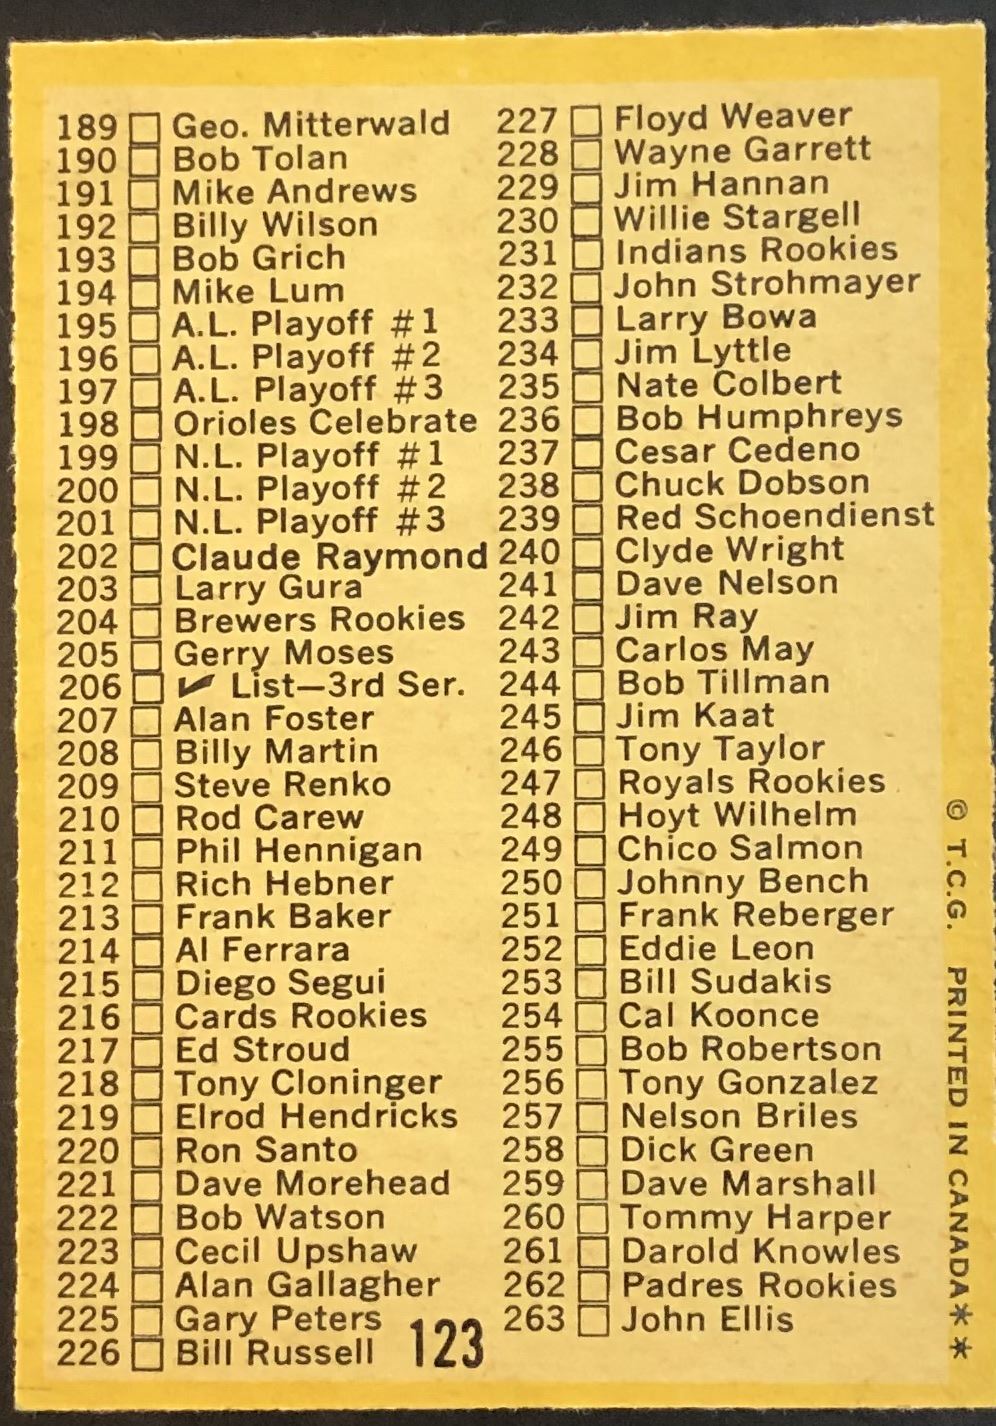 189 Geo. Mitterwald
190 Bob Tolan
191 Mike Andrews
192 Billy Wilson
193 Bob Grich
194 Mike Lum
195 A.L. Playoff #1
196 A.L. Playoff #2
197 A.L. Playoff #3
198 Orioles Celebrate
199 N.L. Playoff #1
200 N.L. Playoff #2
201 N.L. Playoff #3
202 Claude Raymond
203 Larry Gura
204 Brewers Rookies
205 Gerry Moses
206 ✔ List—3rd Ser.
207 Alan Foster
208 Billy Martin
209 Steve Renko
210 Rod Carew
211 Phil Hennigan
212 Rich Hebner
213 Frank Baker
214 Al Ferrara
215 Diego Segui
216 Cards Rookies
217 Ed Stroud
218 Tony Cloninger
219 Elrod Hendricks
220 Ron Santo
221 Dave Morehead
222 Bob Watson
223 Cecil Upshaw
224 Alan Gallagher
225 Gary Peters
226 Bill Russell
227 Floyd Weaver
228 Wayne Garrett
229 Jim Hannan
230 Willie Stargell
231 Indians Rookies
232 John Strohmayer
233 Larry Bowa
234 Jim Lyttle
235 Nate Colbert
236 Bob Humphreys
237 Cesar Cedeno
238 Chuck Dobson
239 Red Schoendienst
240 Clyde Wright
241 Dave Nelson
242 Jim Ray
243 Carlos May
244 Bob Tillman
245 Jim Kaat
246 Tony Taylor
247 Royals Rookies
248 Hoyt Wilhelm
249 Chico Salmon
250 Johnny Bench
251 Frank Reberger
252 Eddie Leon
253 Bill Sudakis
254 Cal Koonce
255 Bob Robertson
256 Tony Gonzalez
257 Nelson Briles
258 Dick Green
259 Dave Marshall
260 Tommy Harper
261 Darold Knowles
262 Padres Rookies
263 John Ellis
123
© T.C.G. PRINTED IN CANADA**